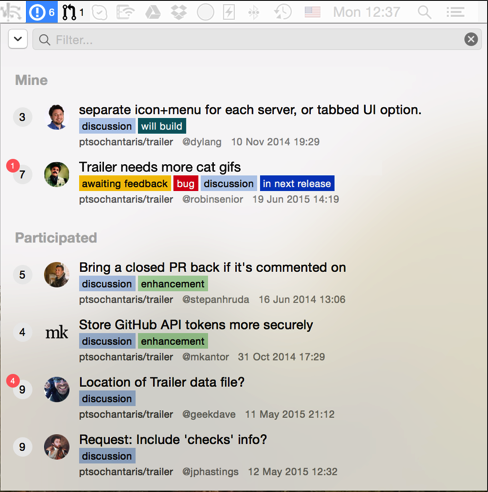 6 1 Mon 12:37
Filter...
Mine
3 separate icon+menu for each server, or tabbed UI option.
discussion will build
ptsochantaris/trailer @dylang 10 Nov 2014 19:29
1 7 Trailer needs more cat gifs
awaiting feedback bug discussion in next release
ptsochantaris/trailer @robinsenior 19 Jun 2015 14:19
Participated
5 Bring a closed PR back if it's commented on
discussion enhancement
ptsochantaris/trailer @stepanhruda 16 Jun 2014 13:06
4 mk Store GitHub API tokens more securely
discussion enhancement
ptsochantaris/trailer @mkantor 31 Oct 2014 17:29
4 9 Location of Trailer data file?
discussion
ptsochantaris/trailer @geekdave 11 May 2015 21:12
9 Request: Include 'checks' info?
discussion
ptsochantaris/trailer @jphastings 12 May 2015 12:32